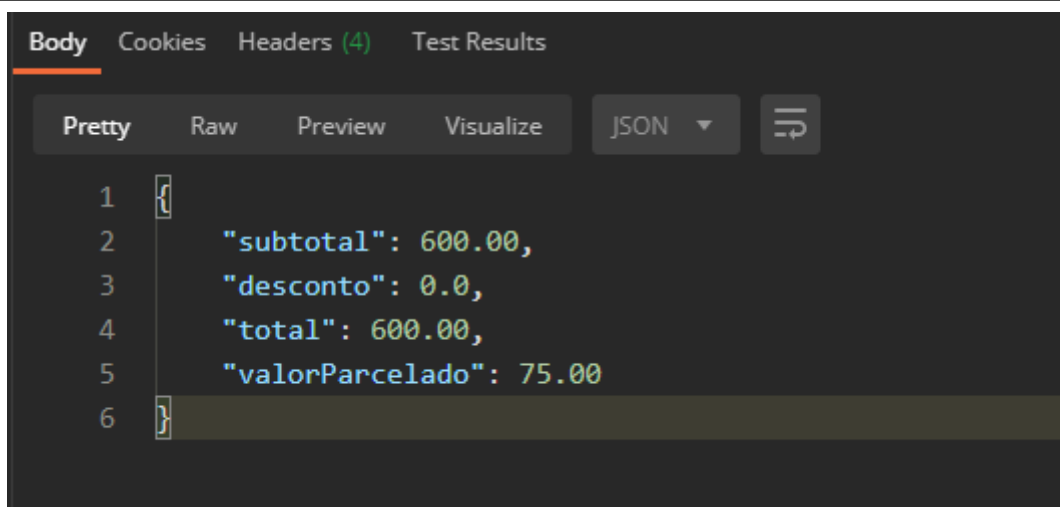 Body Cookies Headers (4) Test Results
Pretty Raw Preview Visualize JSON
1 {
2 "subtotal": 600.00,
3 "desconto": 0.0,
4 "total": 600.00,
5 "valorParcelado": 75.00
6 }